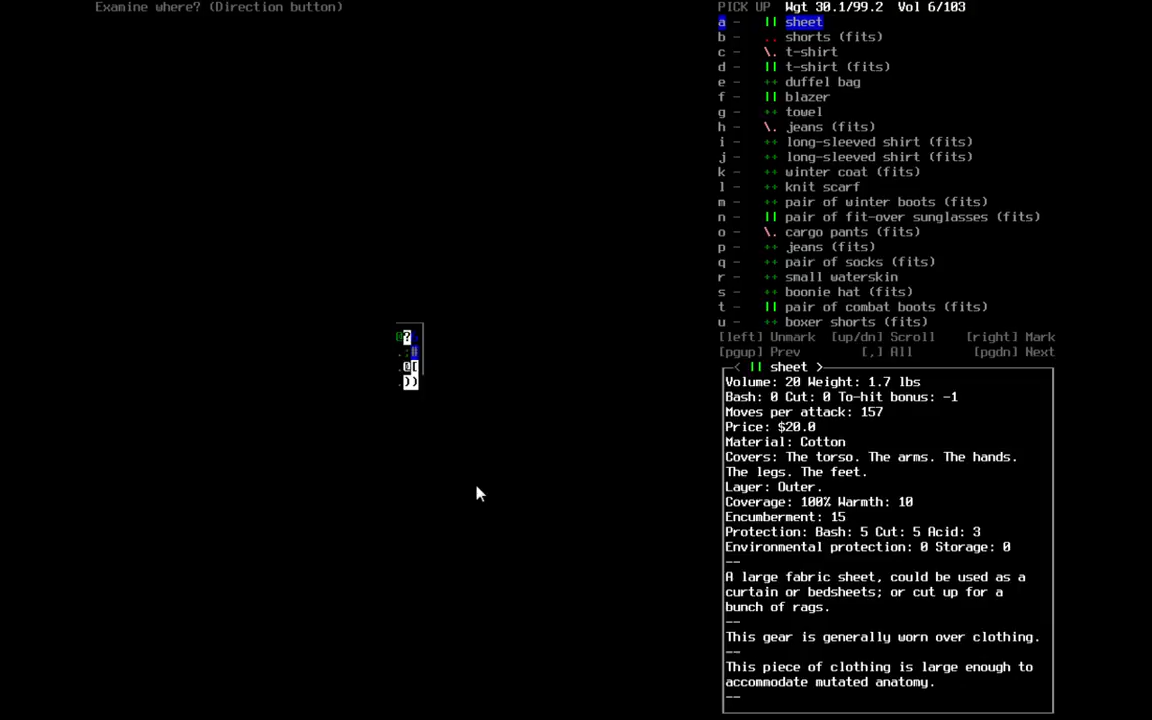 Examine where? (Direction button)
PICK UP Wgt 30.1/99.2 Vol 6/103
a - || sheet
b - .. shorts (fits)
c - \. t-shirt
d - || t-shirt (fits)
e - ++ duffel bag
f - || blazer
g - ++ towel
h - \. jeans (fits)
i - ++ long-sleeved shirt (fits)
j - ++ long-sleeved shirt (fits)
k - ++ winter coat (fits)
l - ++ knit scarf
m - ++ pair of winter boots (fits)
n - || pair of fit-over sunglasses (fits)
o - \. cargo pants (fits)
p - ++ jeans (fits)
q - ++ pair of socks (fits)
r - ++ small waterskin
s - ++ boonie hat (fits)
t - || pair of combat boots (fits)
u - ++ boxer shorts (fits)
[left] Unmark [up/dn] Scroll [right] Mark
[pgup] Prev [,] All [pgdn] Next
< || sheet >
Volume: 20 Weight: 1.7 lbs
Bash: 0 Cut: 0 To-hit bonus: -1
Moves per attack: 157
Price: $20.0
Material: Cotton
Covers: The torso. The arms. The hands.
The legs. The feet.
Layer: Outer.
Coverage: 100% Warmth: 10
Encumberment: 15
Protection: Bash: 5 Cut: 5 Acid: 3
Environmental protection: 0 Storage: 0
--
A large fabric sheet, could be used as a
curtain or bedsheets; or cut up for a
bunch of rags.
--
This gear is generally worn over clothing.
--
This piece of clothing is large enough to
accommodate mutated anatomy.
--